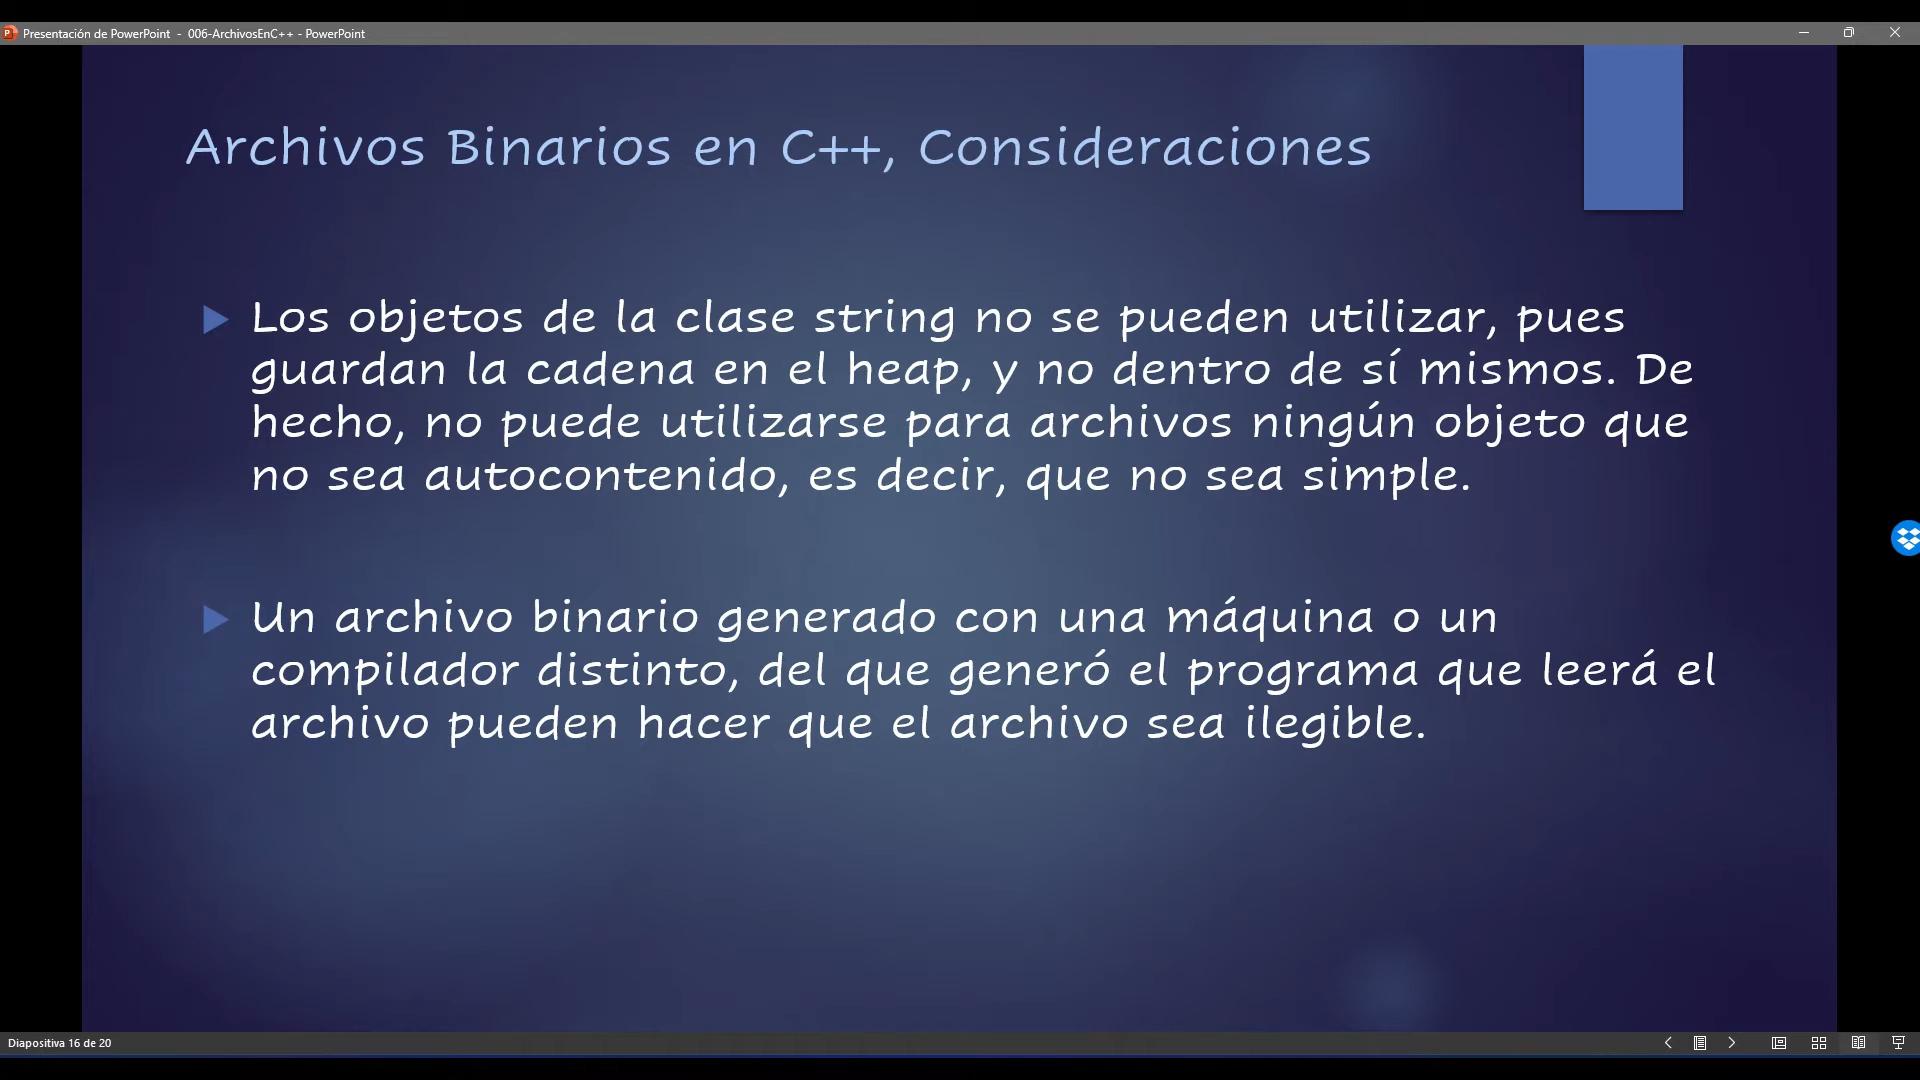 Presentación de PowerPoint - 006-ArchivosEnC++ - PowerPoint
Archivos Binarios en C++, Consideraciones
Los objetos de la clase string no se pueden utilizar, pues
guardan la cadena en el heap, y no dentro de sí mismos. De
hecho, no puede utilizarse para archivos ningún objeto que
no sea autocontenido, es decir, que no sea simple.
Un archivo binario generado con una máquina o un
compilador distinto, del que generó el programa que leerá el
archivo pueden hacer que el archivo sea ilegible.
Diapositiva 16 de 20